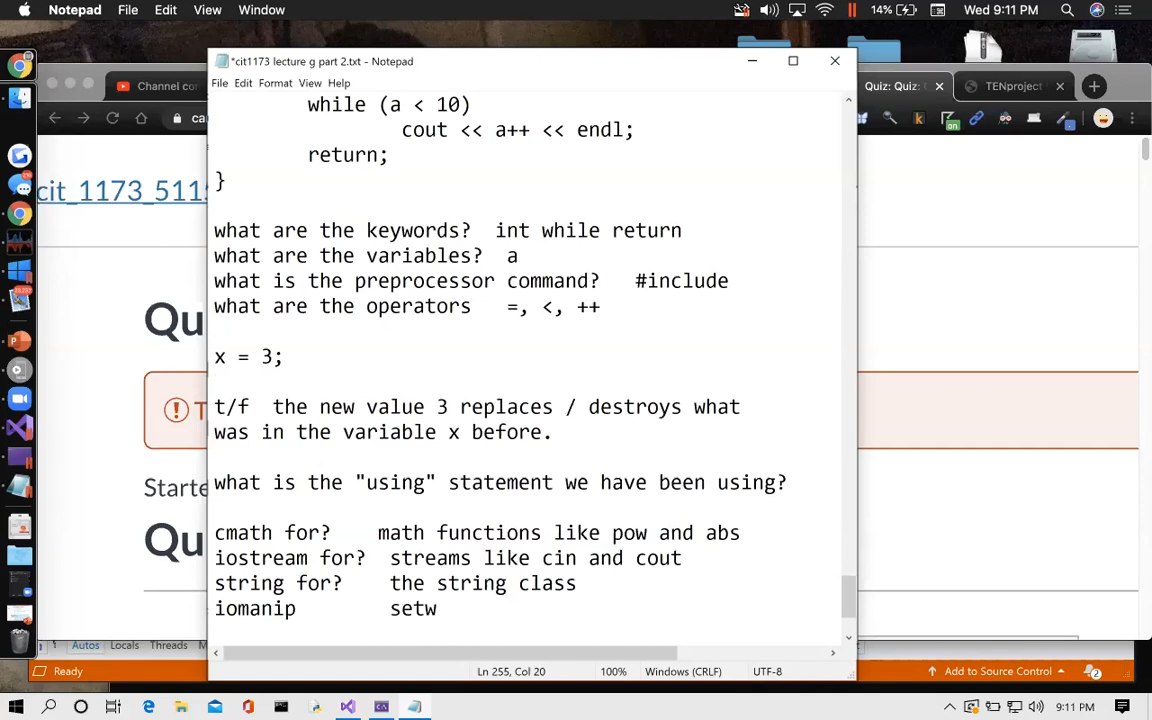 Notepad File Edit View Window 14% Wed 9:11 PM
*cit1173 lecture g part 2.txt - Notepad
File Edit Format View Help
Channel co
Quiz: Quiz:
TENproject
ca
cit_1173_511
while (a < 10)
cout << a++ << endl;
return;
}
what are the keywords? int while return
what are the variables? a
what is the preprocessor command? #include
what are the operators =, <, ++
x = 3;
t/f the new value 3 replaces / destroys what
was in the variable x before.
what is the "using" statement we have been using?
cmath for? math functions like pow and abs
iostream for? streams like cin and cout
string for? the string class
iomanip setw
Qu
T
Starte
Qu
Ln 255, Col 20 100% Windows (CRLF) UTF-8
Autos Locals Threads
Ready
Add to Source Control 2
9:11 PM